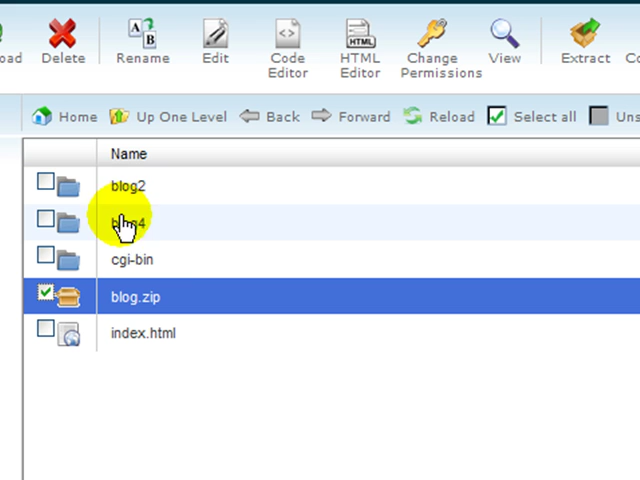 oad Delete Rename Edit Code Editor HTML Editor Change Permissions View Extract Co
Home Up One Level Back Forward Reload Select all Uns
Name
blog2
cgi-bin
blog.zip
index.html